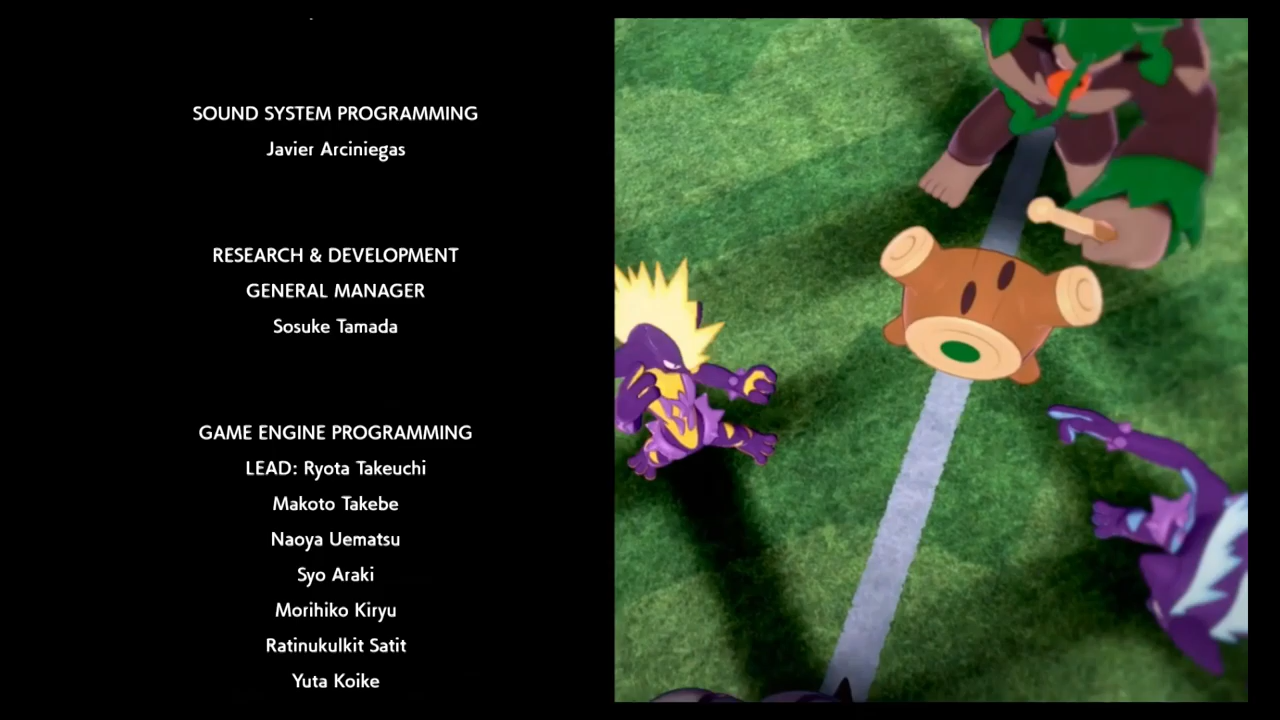 SOUND SYSTEM PROGRAMMING
Javier Arciniegas
RESEARCH & DEVELOPMENT
GENERAL MANAGER
Sosuke Tamada
GAME ENGINE PROGRAMMING
LEAD: Ryota Takeuchi
Makoto Takebe
Naoya Uematsu
Syo Araki
Morihiko Kiryu
Ratinukulkit Satit
Yuta Koike